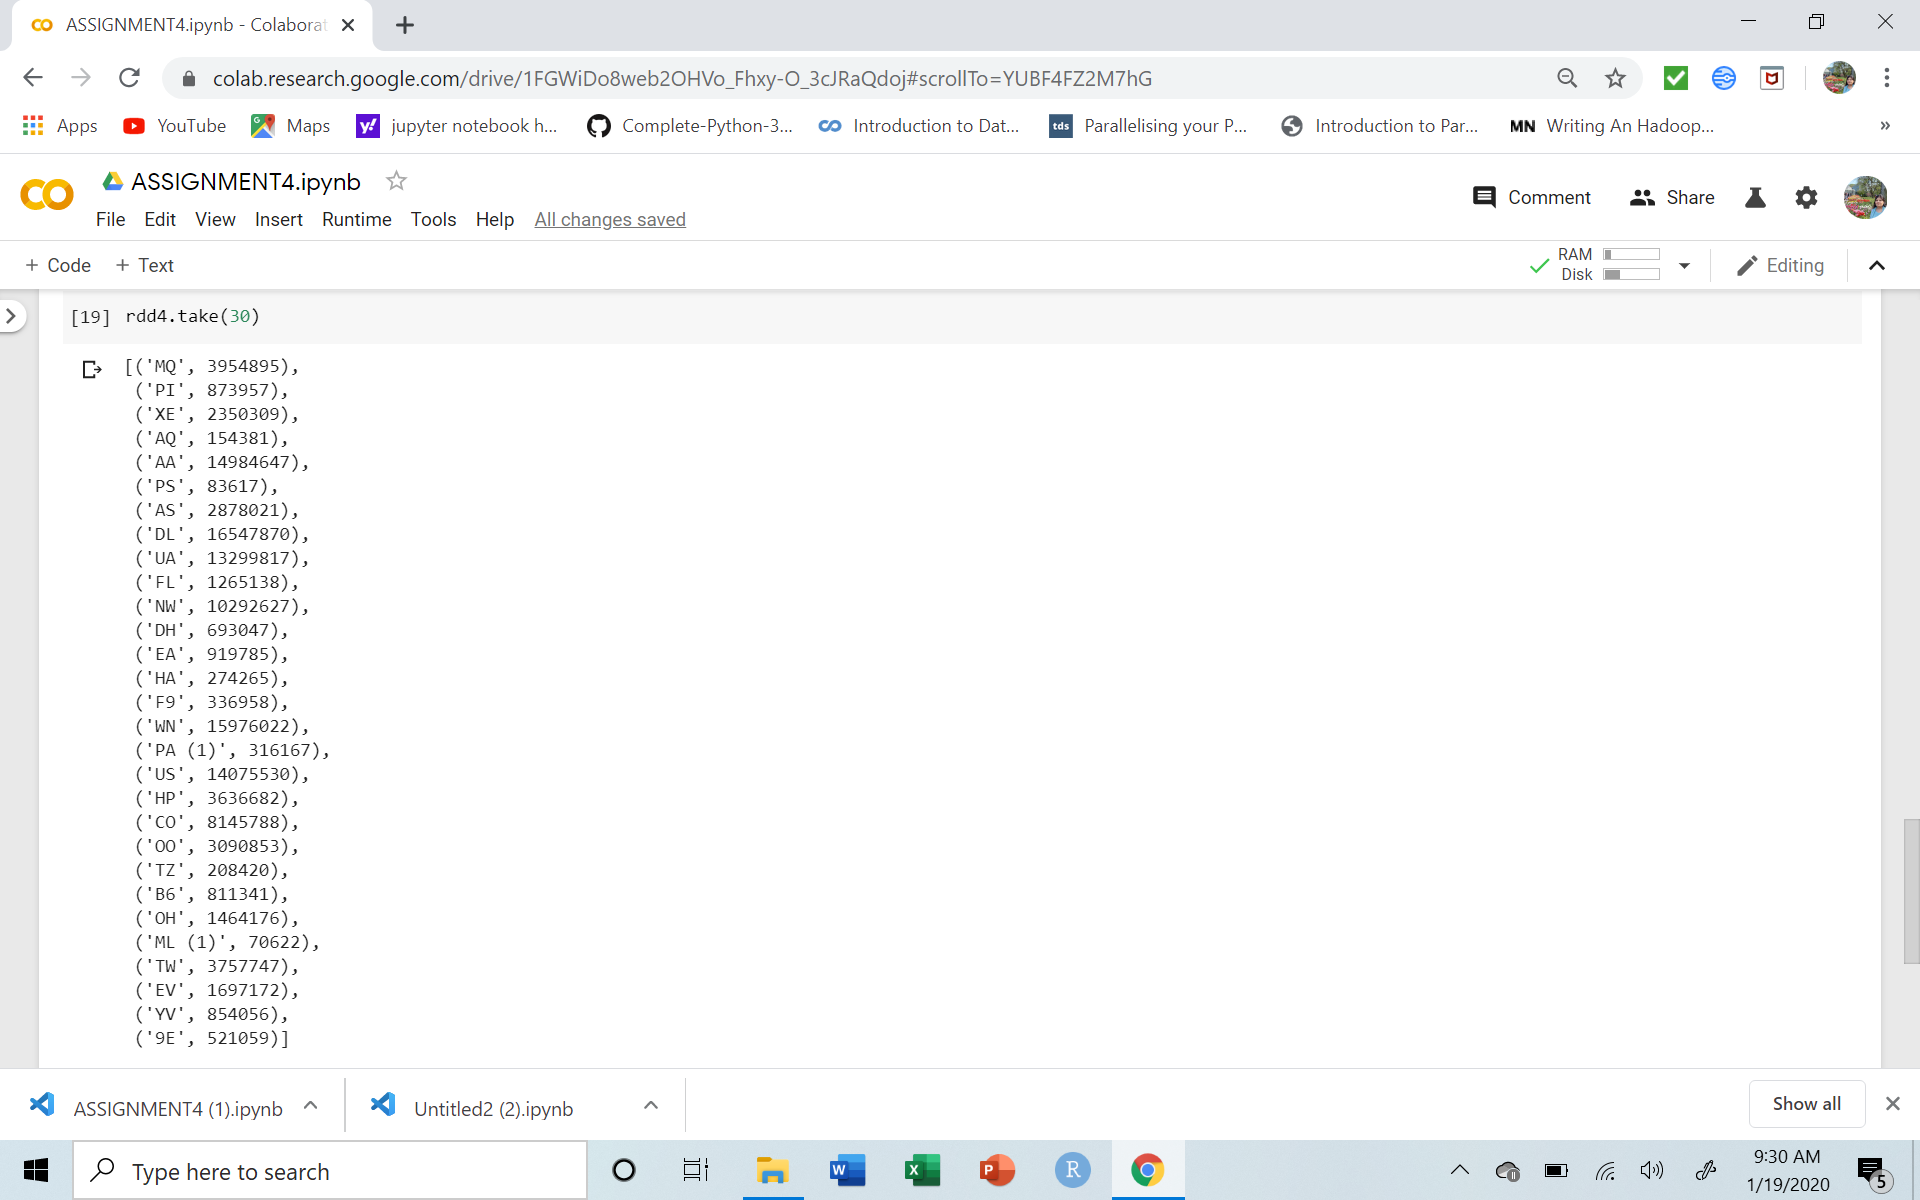 ASSIGNMENT4.ipynb - Colaborat
colab.research.google.com/drive/1FGWiDo8web2OHVo_Fhxy-O_3cJRaQdoj#scrollTo=YUBF4FZ2M7hG
Apps YouTube Maps jupyter notebook h... Complete-Python-3... Introduction to Dat... tds Parallelising your P... Introduction to Par... MN Writing An Hadoop... »
ASSIGNMENT4.ipynb
Comment Share
File Edit View Insert Runtime Tools Help All changes saved
+ Code + Text
RAM
Disk
Editing
[19] rdd4.take(30)
[('MQ', 3954895),
('PI', 873957),
('XE', 2350309),
('AQ', 154381),
('AA', 14984647),
('PS', 83617),
('AS', 2878021),
('DL', 16547870),
('UA', 13299817),
('FL', 1265138),
('NW', 10292627),
('DH', 693047),
('EA', 919785),
('HA', 274265),
('F9', 336958),
('WN', 15976022),
('PA (1)', 316167),
('US', 14075530),
('HP', 3636682),
('CO', 8145788),
('OO', 3090853),
('TZ', 208420),
('B6', 811341),
('OH', 1464176),
('ML (1)', 70622),
('TW', 3757747),
('EV', 1697172),
('YV', 854056),
('9E', 521059)]
ASSIGNMENT4 (1).ipynb Untitled2 (2).ipynb Show all
Type here to search
9:30 AM
1/19/2020
5